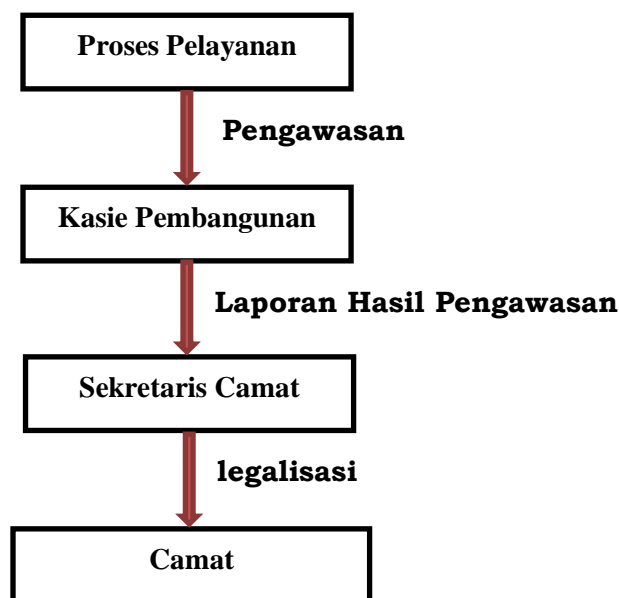 Proses Pelayanan
Pengawasan
Kasie Pembangunan
Laporan Hasil Pengawasan
Sekretaris Camat
legalisasi
Camat